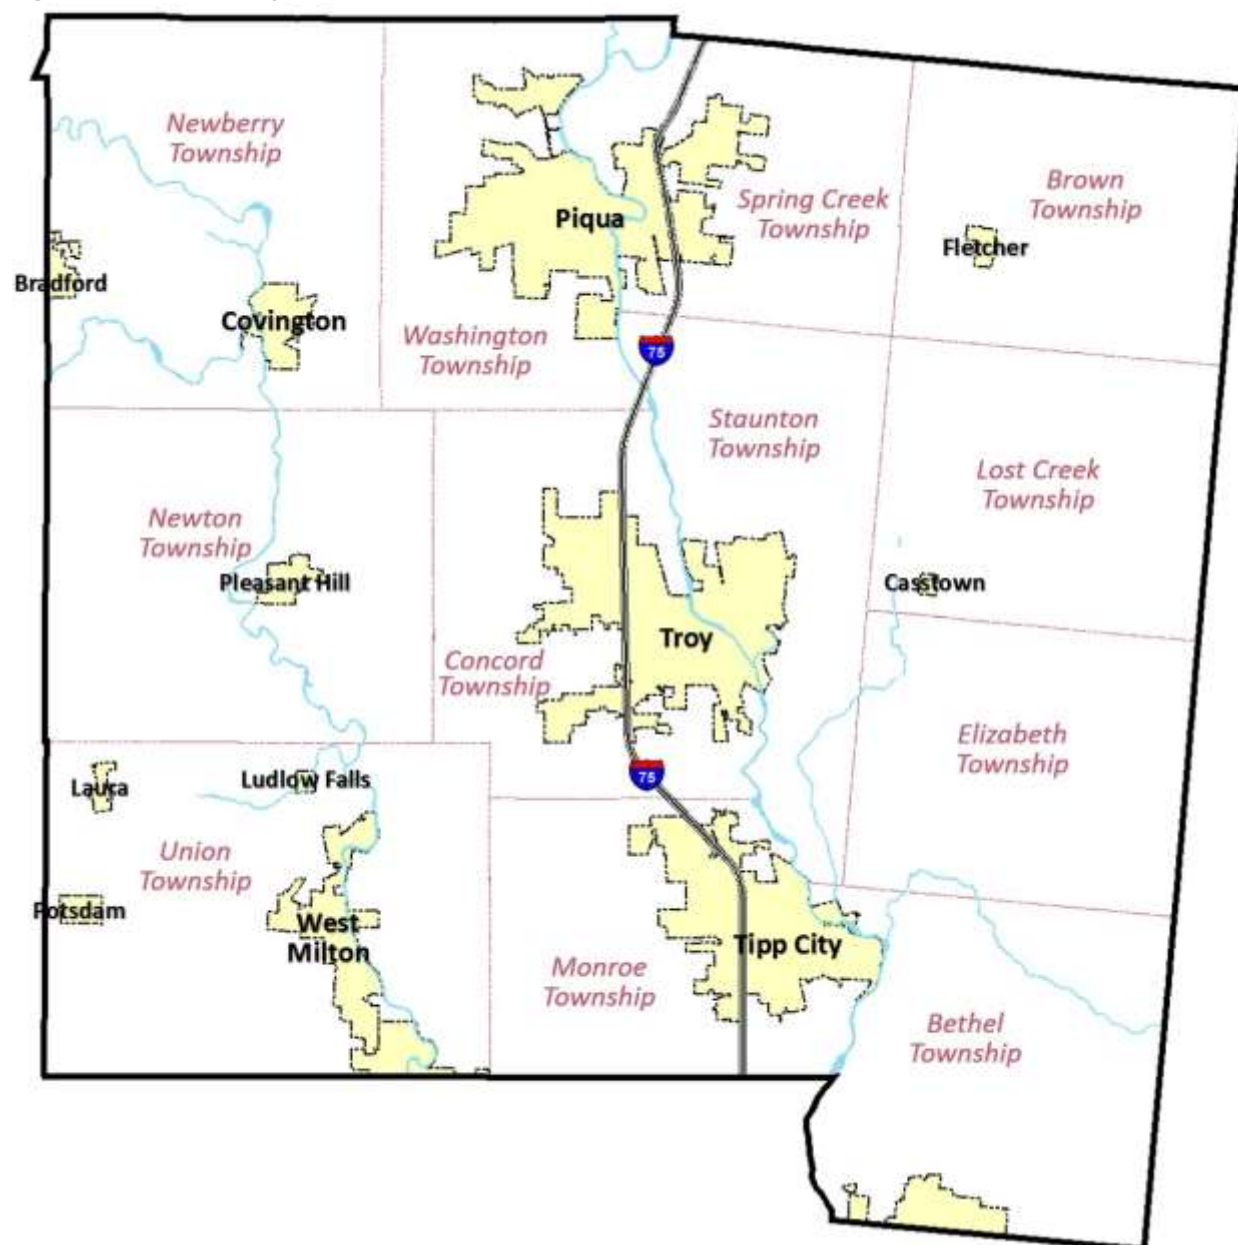 Newberry
Township
Spring Creek
Township
Brown
Township
Piqua
Fletcher
Bradford
Covington
Washington
Township
75
Staunton
Township
Lost Creek
Township
Newton
Township
Pleasant Hill
Casstown
Troy
Concord
Township
Elizabeth
Township
75
Laura
Ludlow Falls
Union
Township
Potsdam
West
Milton
Tipp City
Monroe
Township
Bethel
Township